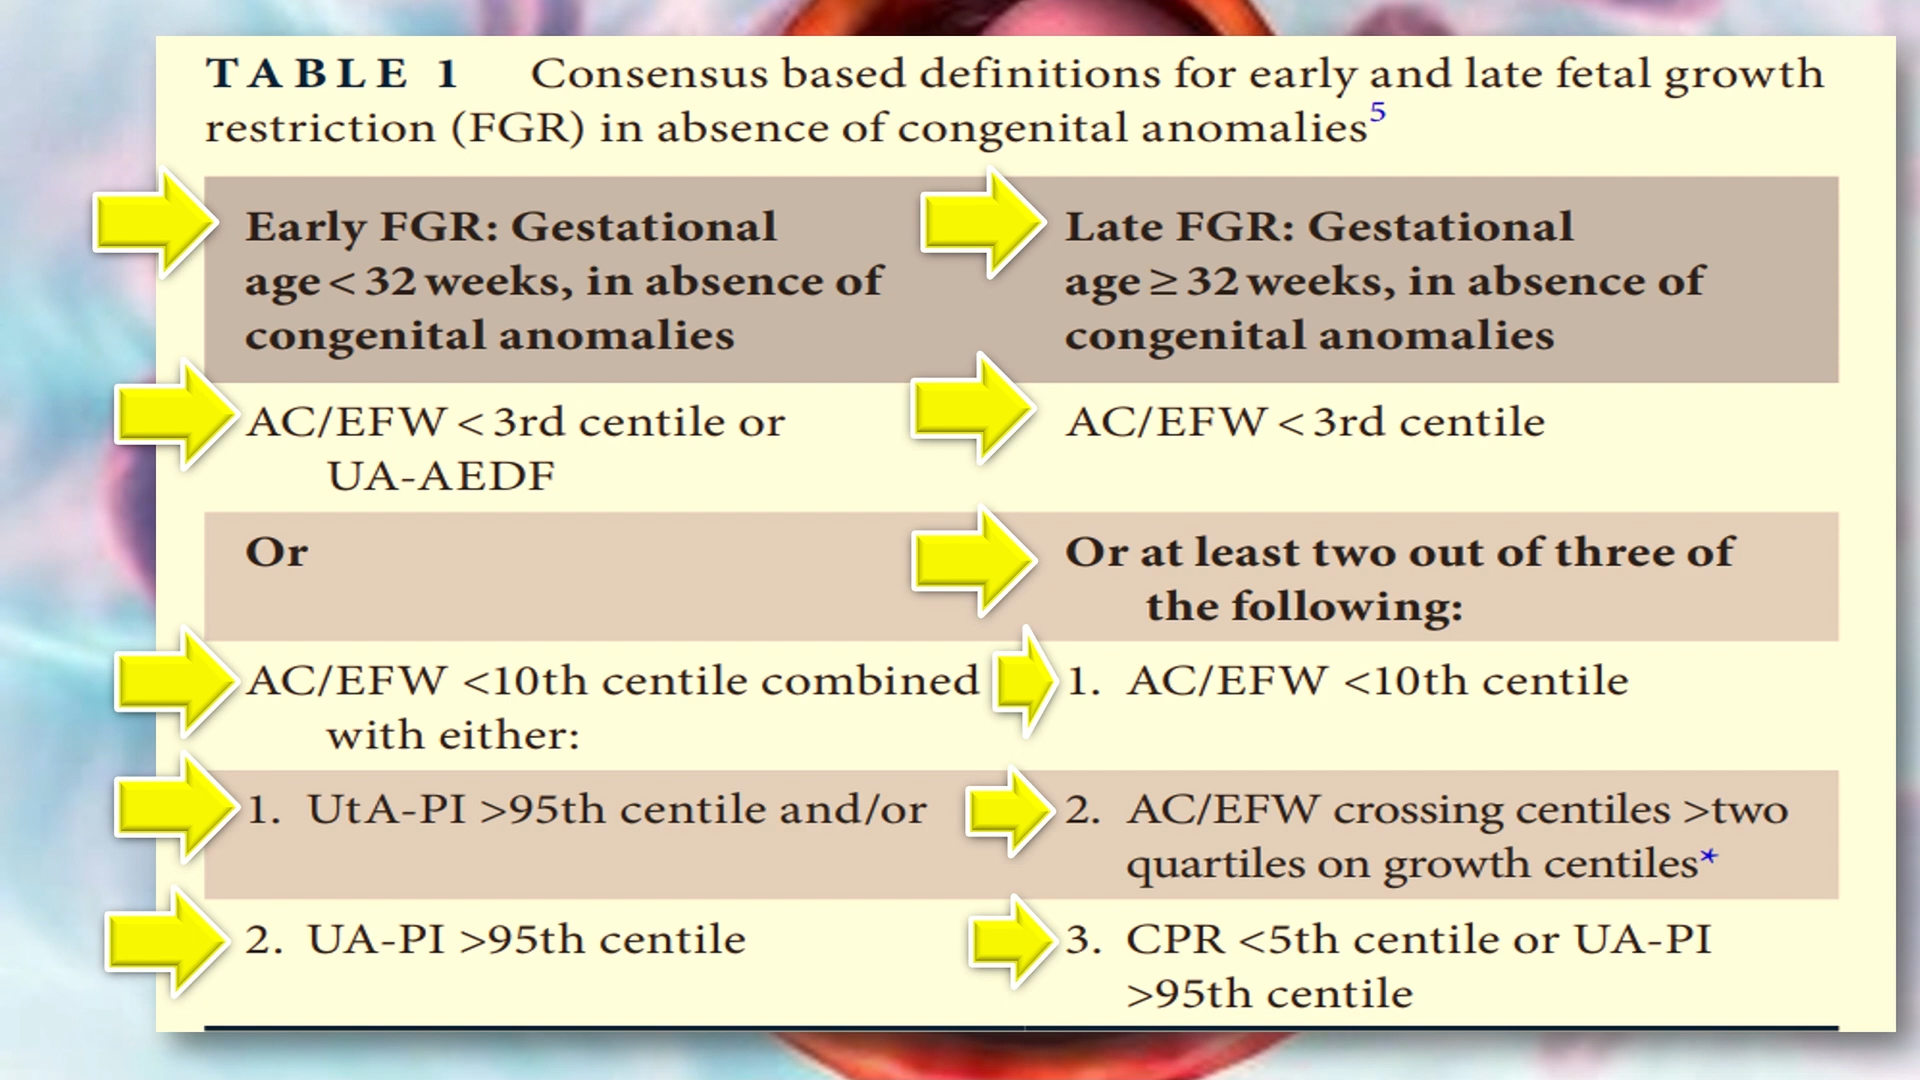 TABLE 1 Consensus based definitions for early and late fetal growth
restriction (FGR) in absence of congenital anomalies5
Early FGR: Gestational
age < 32 weeks, in absence of
congenital anomalies
Late FGR: Gestational
age ≥ 32 weeks, in absence of
congenital anomalies
AC/EFW < 3rd centile or
UA-AEDF
AC/EFW < 3rd centile
Or
Or at least two out of three of
the following:
AC/EFW <10th centile combined
with either:
1. AC/EFW <10th centile
1. UtA-PI >95th centile and/or
2. AC/EFW crossing centiles >two
quartiles on growth centiles*
2. UA-PI >95th centile
3. CPR <5th centile or UA-PI
>95th centile